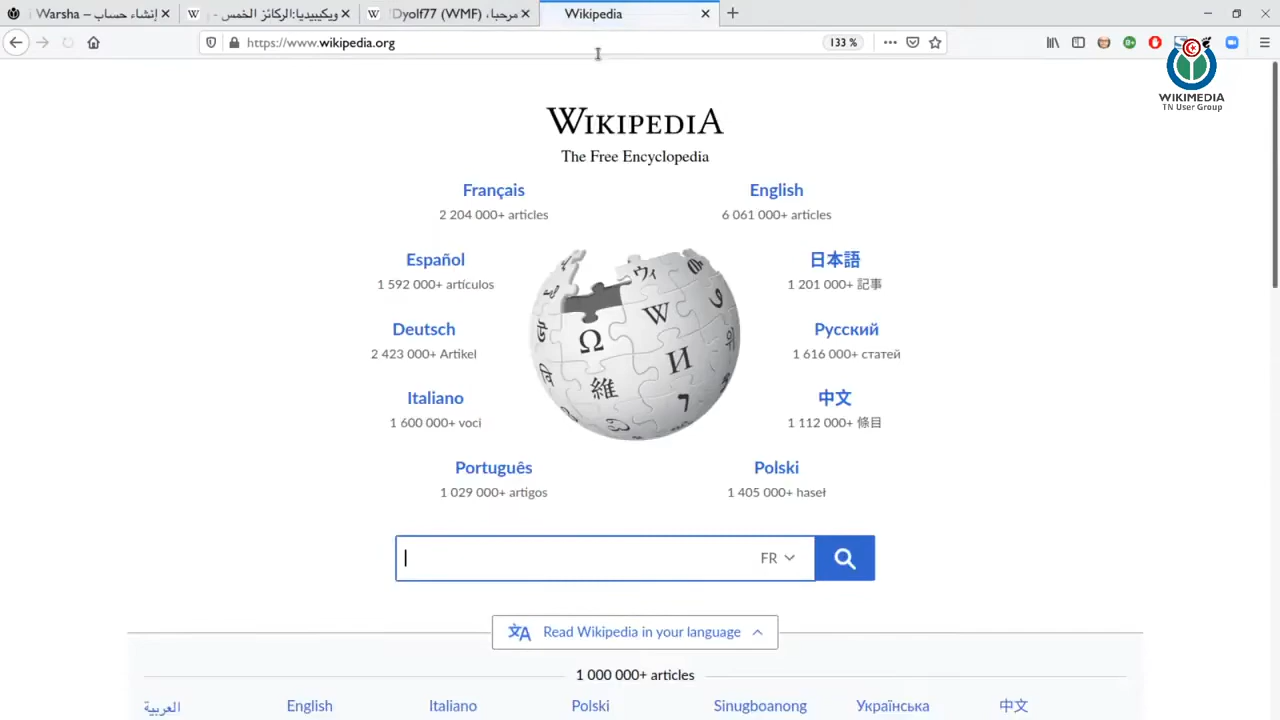 إنشاء حساب – Warsha
ويكيبيديا:الركائز الخمس -
مرحبا، Dyolf77 (WMF)!
Wikipedia
https://www.wikipedia.org
133 %
WIKIMEDIA
TN User Group
WIKIPEDIA
The Free Encyclopedia
Français
2 204 000+ articles
English
6 061 000+ articles
Español
1 592 000+ artículos
日本語
1 201 000+ 記事
Deutsch
2 423 000+ Artikel
Русский
1 616 000+ статей
Italiano
1 600 000+ voci
中文
1 112 000+ 條目
Português
1 029 000+ artigos
Polski
1 405 000+ haseł
Ω W И 維 ウィ
FR
Read Wikipedia in your language
1 000 000+ articles
العربية English Italiano Polski Sinugboanong Українська 中文